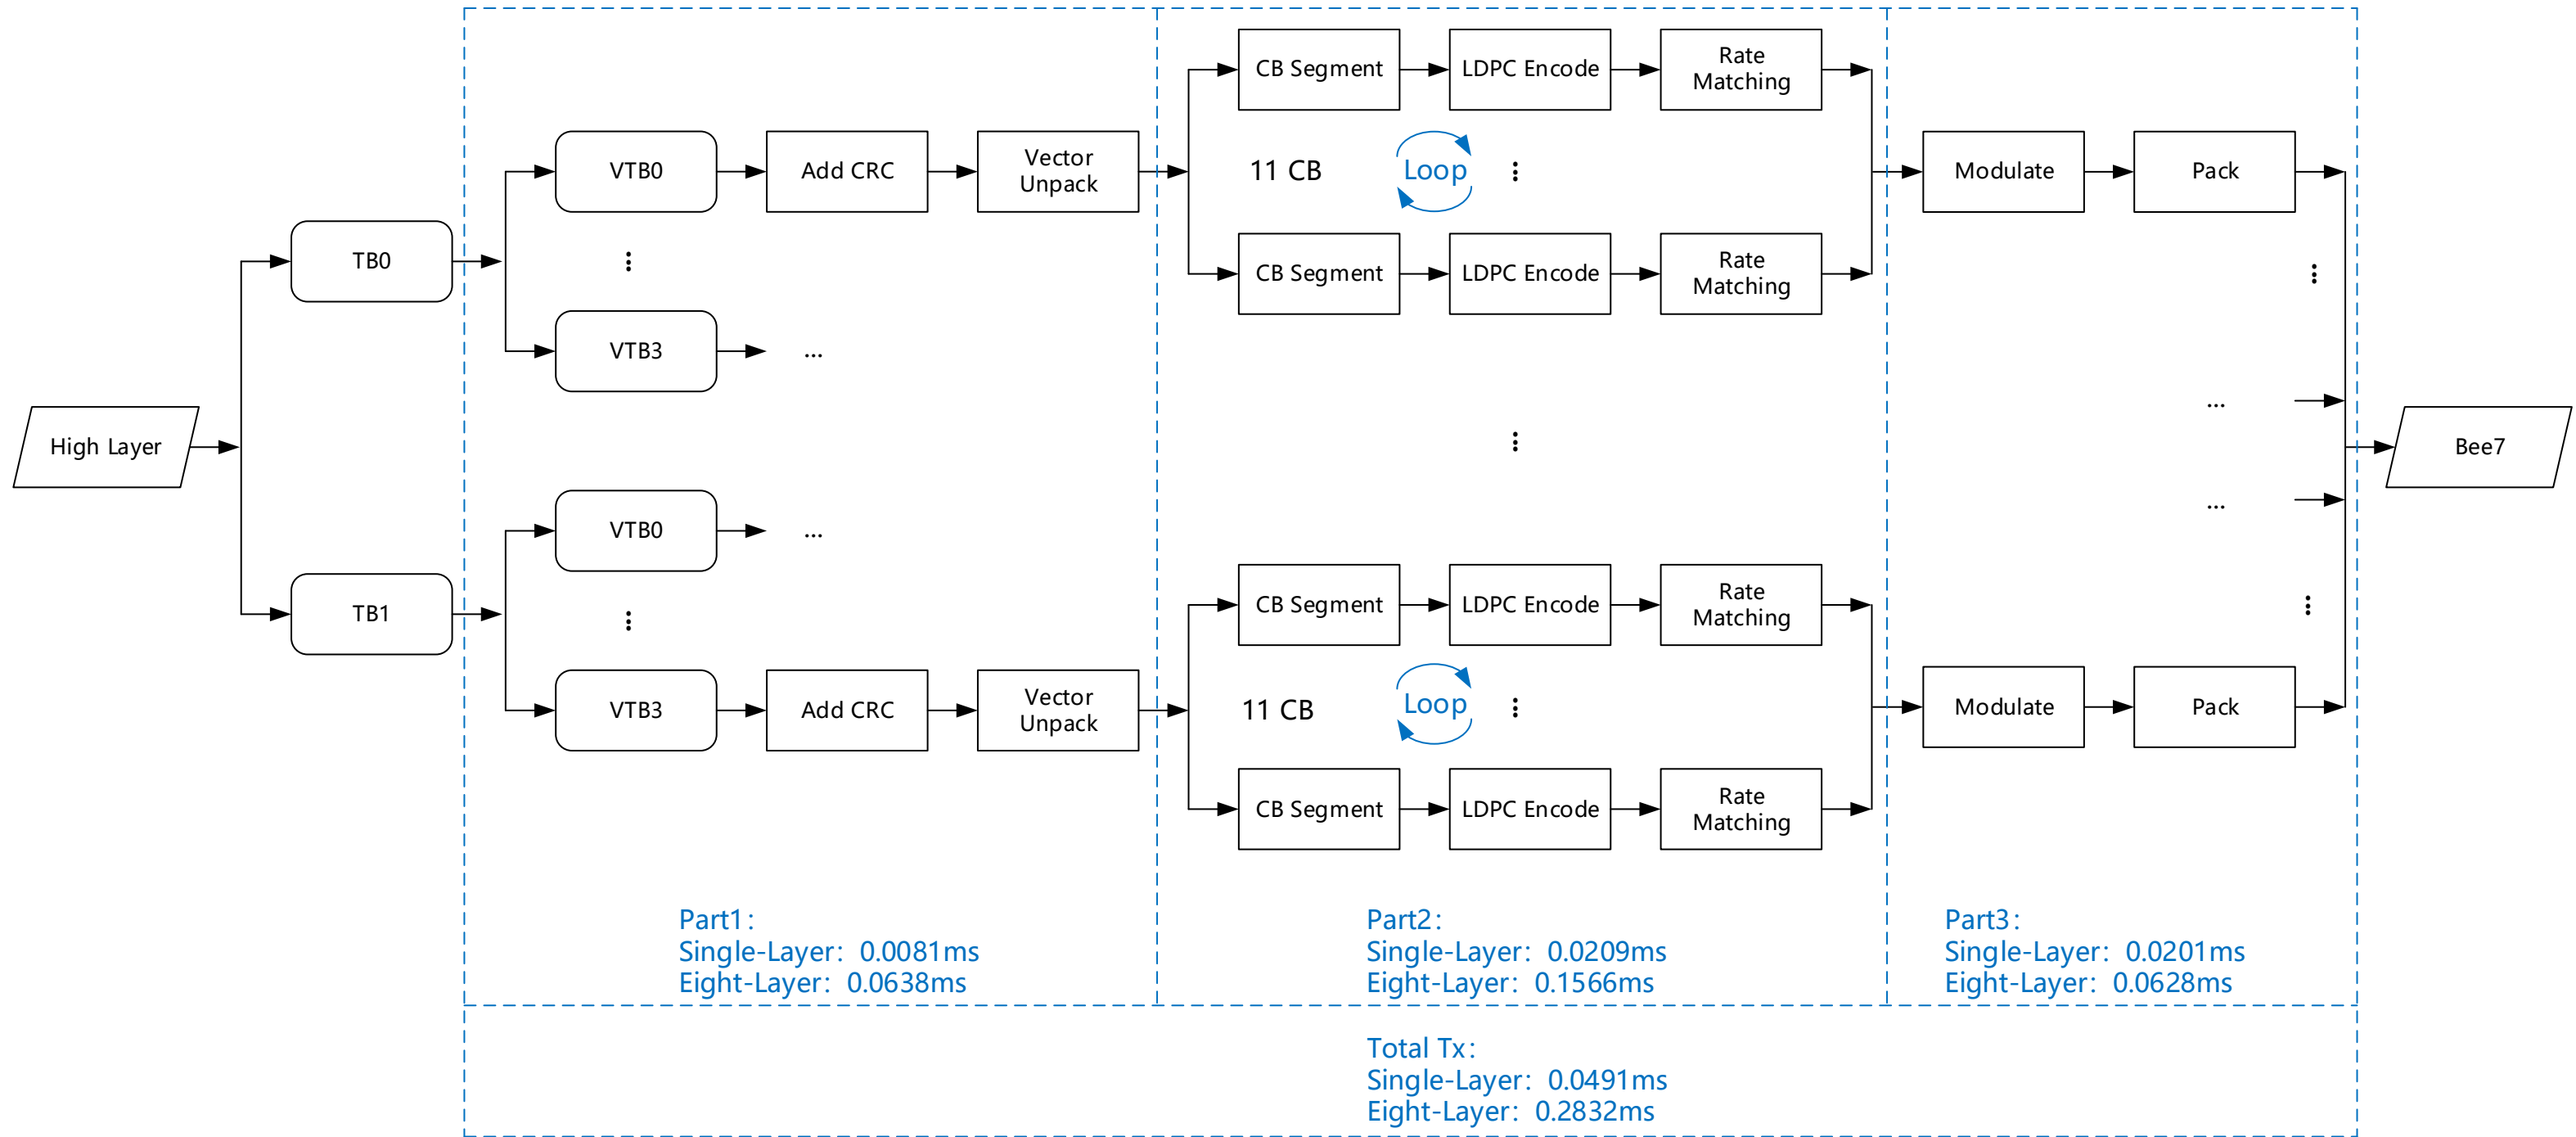 High Layer
TB0
TB1
VTB0
Add CRC
Vector
Unpack
VTB3
...
VTB0
...
VTB3
Add CRC
Vector
Unpack
CB Segment
LDPC Encode
Rate
Matching
11 CB
Loop
CB Segment
LDPC Encode
Rate
Matching
CB Segment
LDPC Encode
Rate
Matching
11 CB
Loop
CB Segment
LDPC Encode
Rate
Matching
Modulate
Pack
...
...
Modulate
Pack
Bee7
Part1:
Single-Layer: 0.0081ms
Eight-Layer: 0.0638ms
Part2:
Single-Layer: 0.0209ms
Eight-Layer: 0.1566ms
Part3:
Single-Layer: 0.0201ms
Eight-Layer: 0.0628ms
Total Tx:
Single-Layer: 0.0491ms
Eight-Layer: 0.2832ms